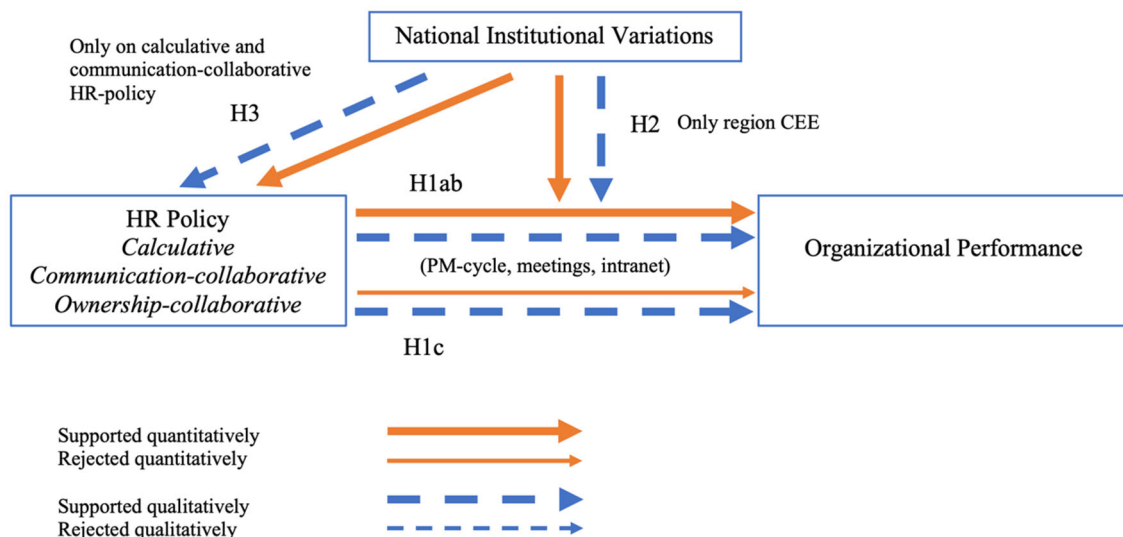 National Institutional Variations
Only on calculative and
communication-collaborative
HR-policy
H3
H2 Only region CEE
H1ab
HR Policy
Calculative
Communication-collaborative
Ownership-collaborative
(PM-cycle, meetings, intranet)
Organizational Performance
H1c
Supported quantitatively
Rejected quantitatively
Supported qualitatively
Rejected qualitatively